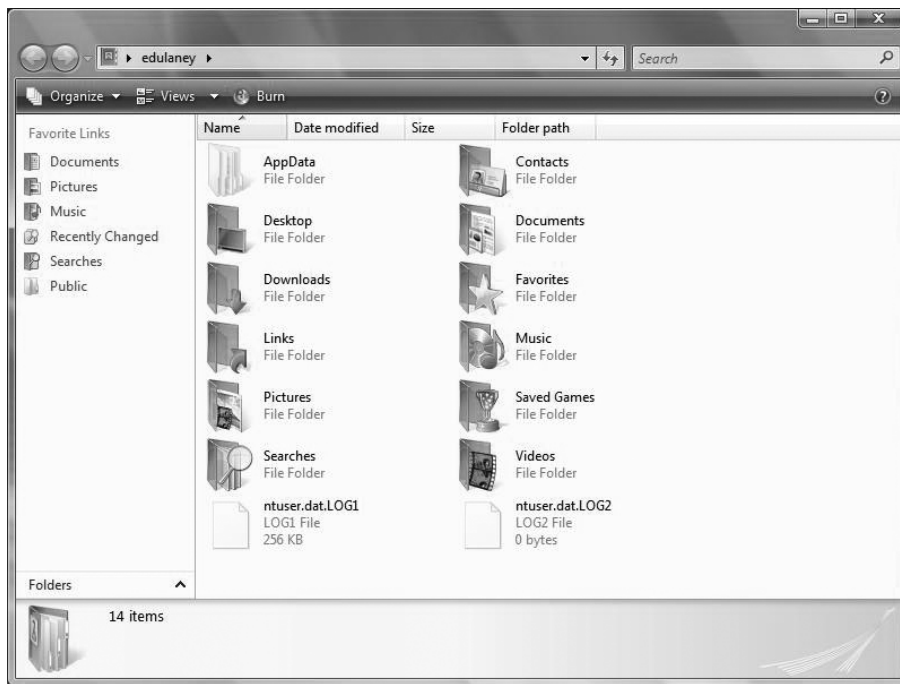 edulaney
Search
Organize Views Burn
Favorite Links
Documents
Pictures
Music
Recently Changed
Searches
Public
Folders
Name Date modified Size Folder path
AppData
File Folder
Contacts
File Folder
Desktop
File Folder
Documents
File Folder
Downloads
File Folder
Favorites
File Folder
Links
File Folder
Music
File Folder
Pictures
File Folder
Saved Games
File Folder
Searches
File Folder
Videos
File Folder
ntuser.dat.LOG1
LOG1 File
256 KB
ntuser.dat.LOG2
LOG2 File
0 bytes
14 items